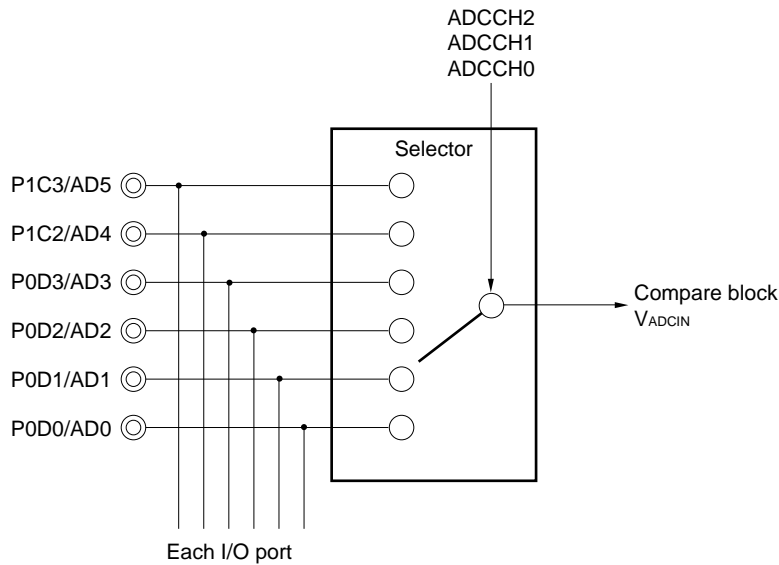 ADCCH2
ADCCH1
ADCCH0
Selector
P1C3/AD5
P1C2/AD4
P0D3/AD3
P0D2/AD2
P0D1/AD1
P0D0/AD0
Compare block
VADCIN
Each I/O port